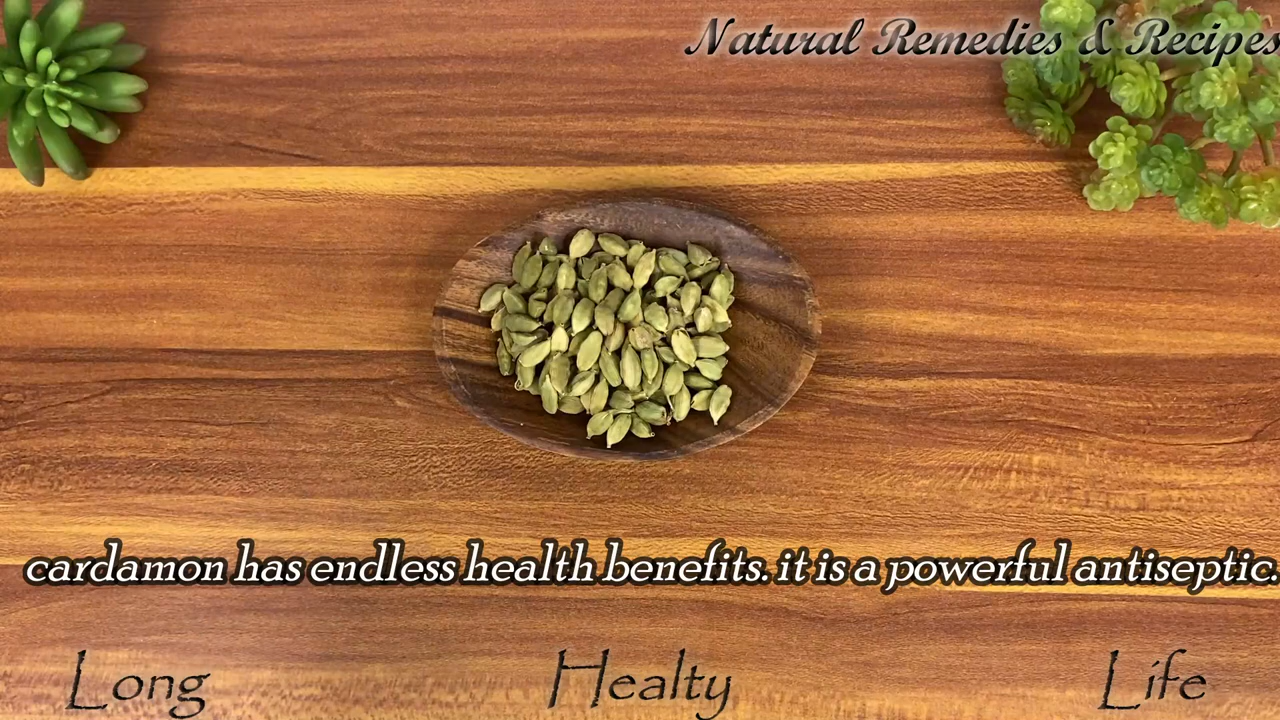 Natural Remedies & Recipes
cardamon has endless health benefits. it is a powerful antiseptic.
Long Healty Life